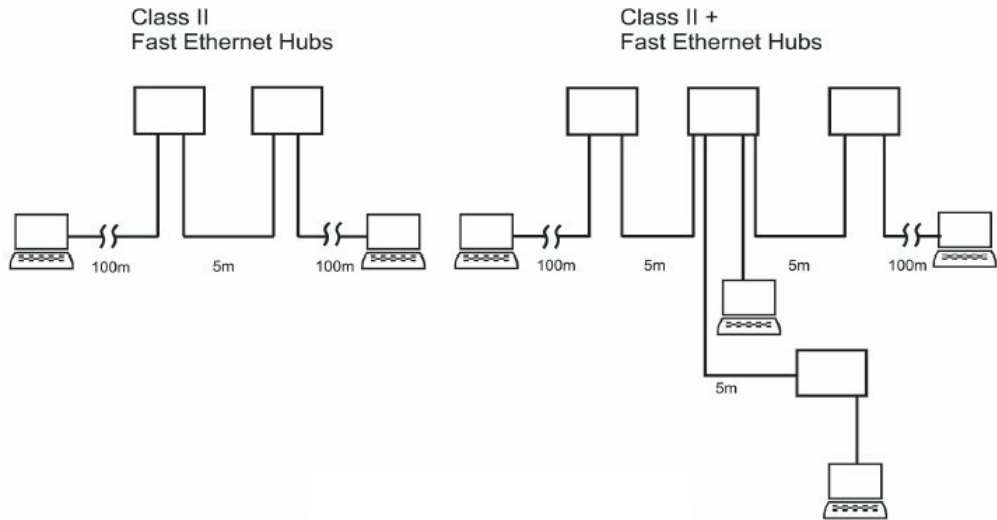 Class II
Fast Ethernet Hubs
100m
5m
100m
Class II +
Fast Ethernet Hubs
100m
5m
5m
100m
5m